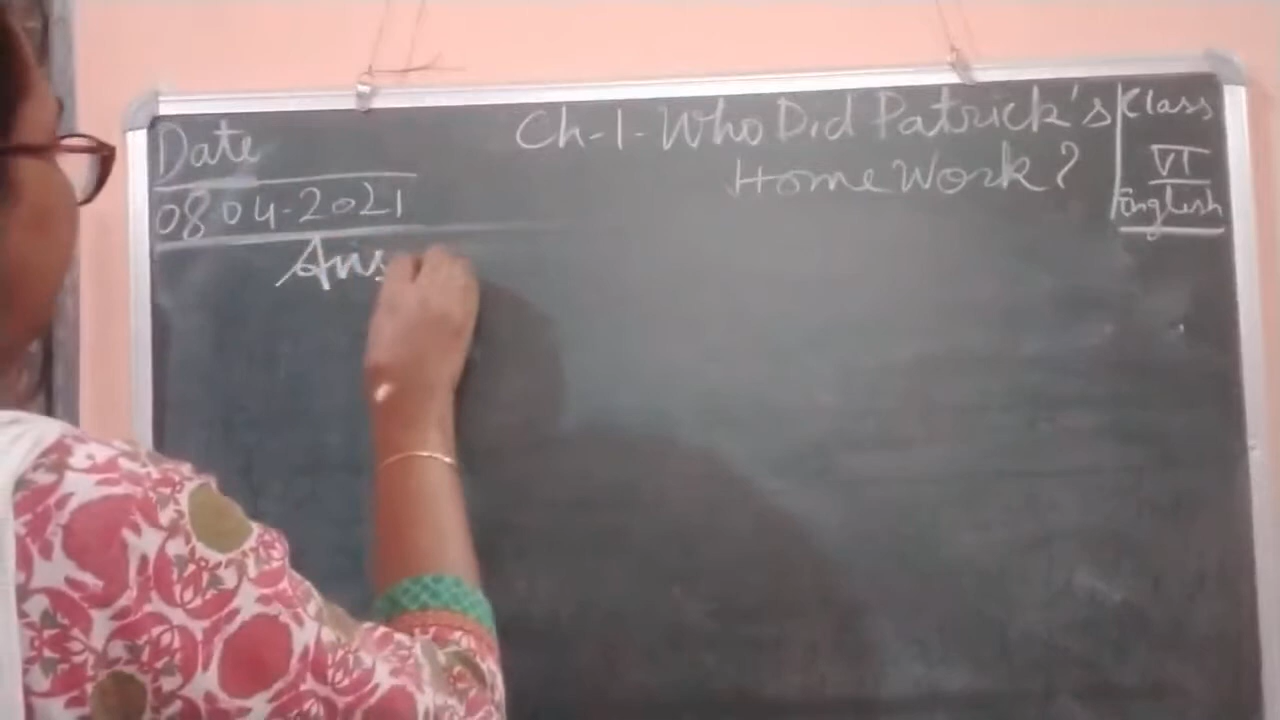 Date
08.04.2021
Ch-1-Who Did Patrick's
Home Work?
Class
VI
English
Ans